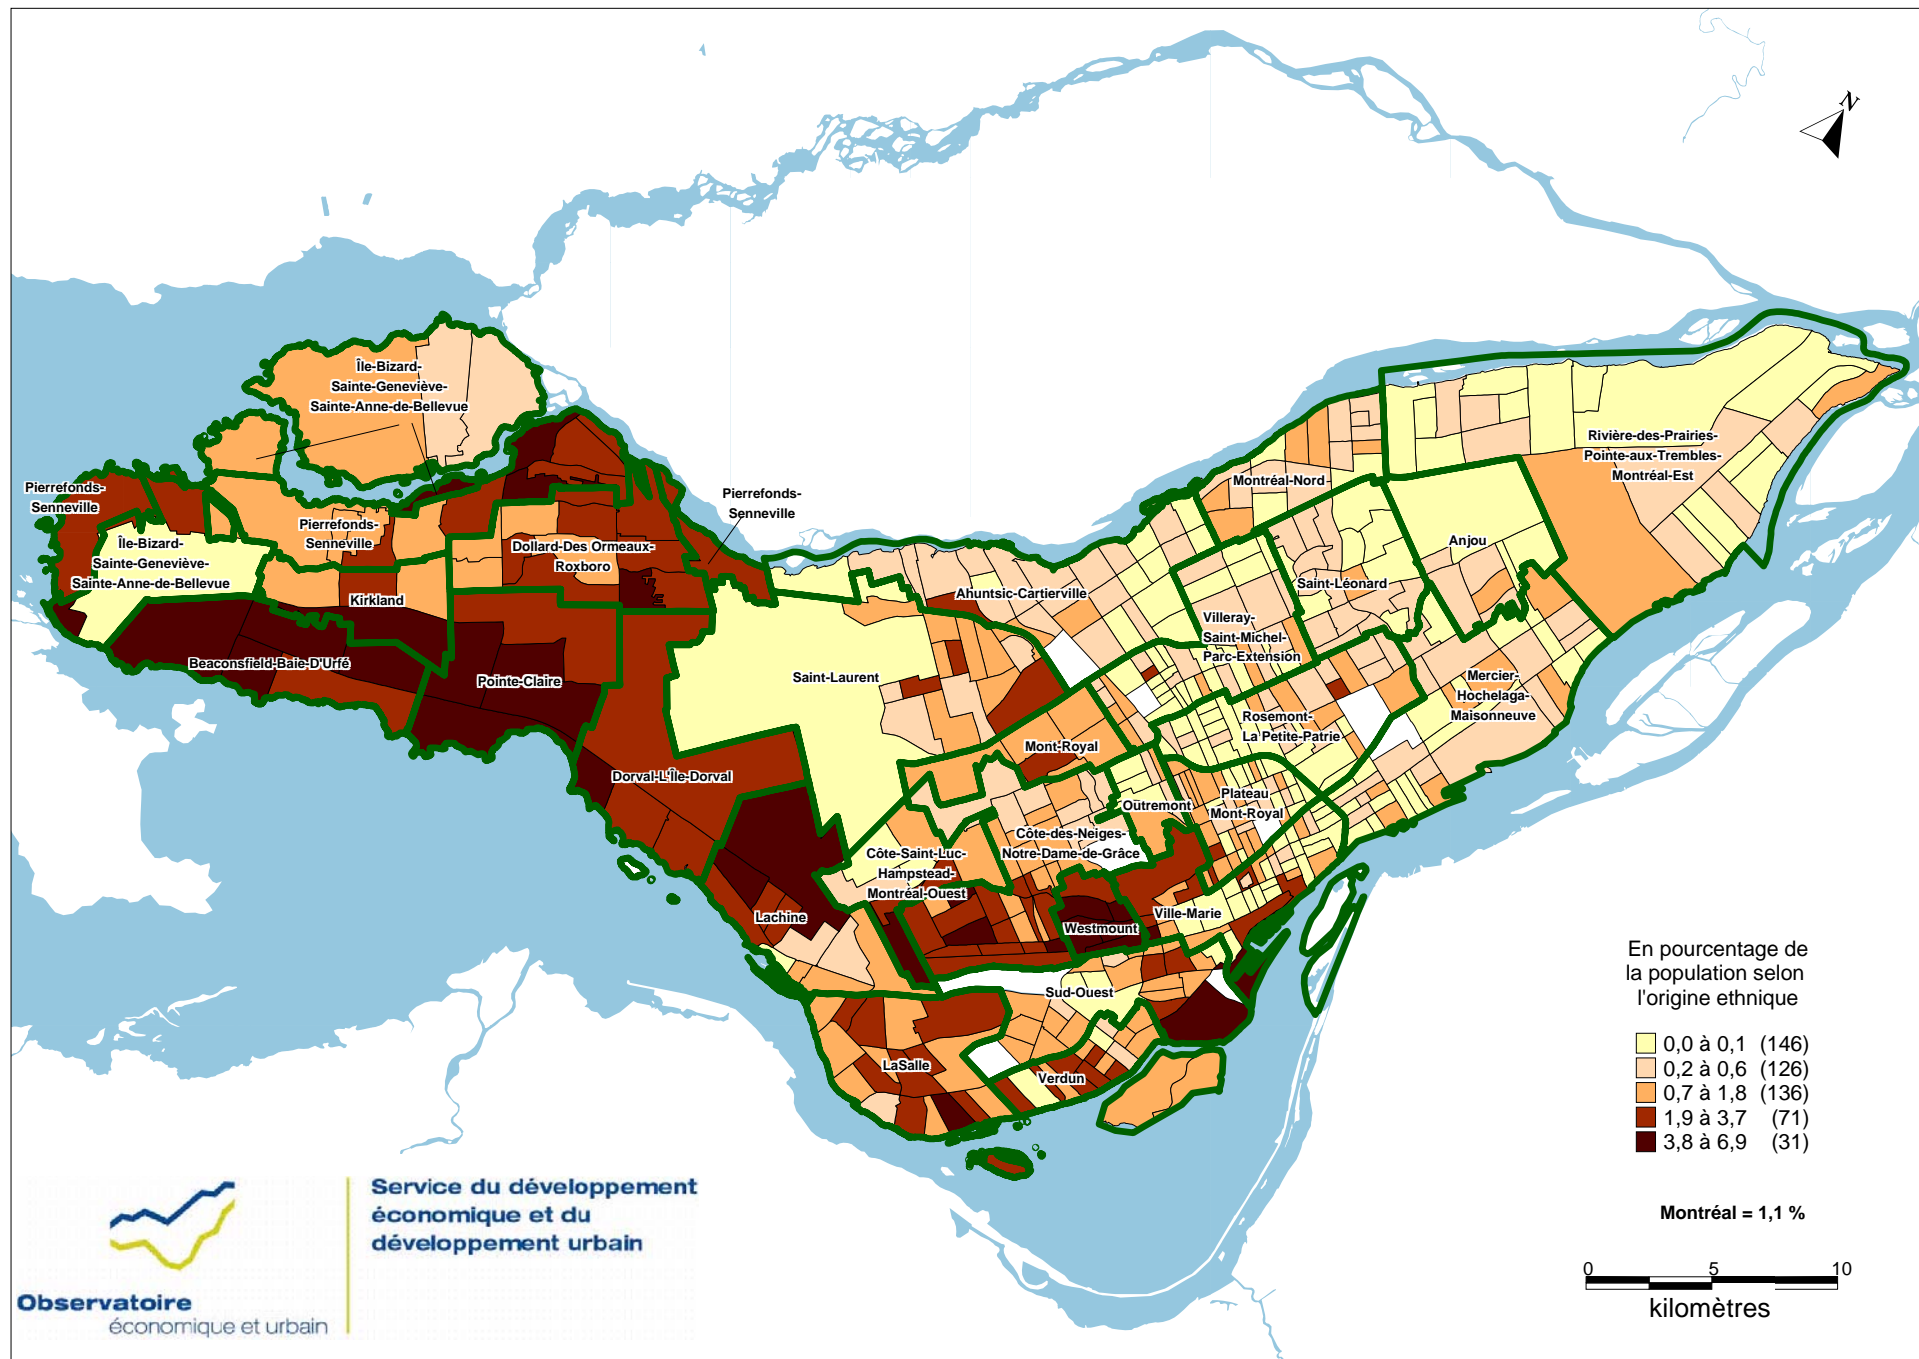 N
Île-Bizard-
Sainte-Geneviève-
Sainte-Anne-de-Bellevue
Pierrefonds-
Senneville
Île-Bizard-
Sainte-Geneviève-
Sainte-Anne-de-Bellevue
Pierrefonds-
Senneville
Pierrefonds-
Senneville
Dollard-Des Ormeaux-
Roxboro
Kirkland
Beaconsfield-Baie-D'Urfé
Pointe-Claire
Dorval-L'Île-Dorval
Lachine
Saint-Laurent
Ahuntsic-Cartierville
Montréal-Nord
Rivière-des-Prairies-
Pointe-aux-Trembles-
Montréal-Est
Anjou
Saint-Léonard
Villeray-
Saint-Michel-
Parc-Extension
Mercier-
Hochelaga-
Maisonneuve
Rosemont-
La Petite-Patrie
Mont-Royal
Outremont
Plateau
Mont-Royal
Côte-des-Neiges-
Notre-Dame-de-Grâce
Côte-Saint-Luc-
Hampstead-
Montréal-Ouest
Westmount
Ville-Marie
Sud-Ouest
LaSalle
Verdun
En pourcentage de
la population selon
l'origine ethnique
0,0 à 0,1 (146)
0,2 à 0,6 (126)
0,7 à 1,8 (136)
1,9 à 3,7 (71)
3,8 à 6,9 (31)
Montréal = 1,1 %
0 5 10
kilomètres
Service du développement
économique et du
développement urbain
Observatoire
économique et urbain